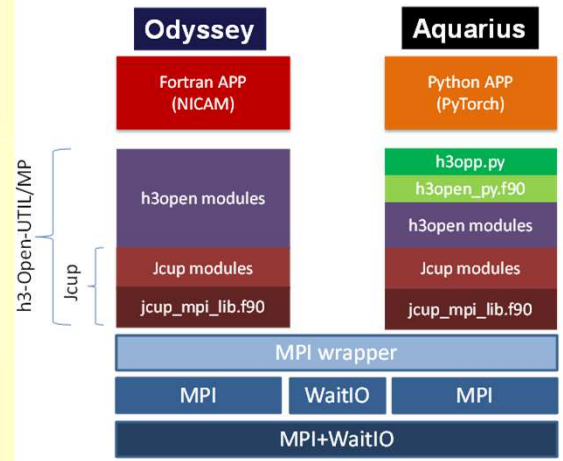 Odyssey
Aquarius
Fortran APP
(NICAM)
Python APP
(PyTorch)
h3-Open-UTIL/MP
Jcup
h3open modules
Jcup modules
jcup_mpi_lib.f90
h3opp.py
h3open_py.f90
h3open modules
Jcup modules
jcup_mpi_lib.f90
MPI wrapper
MPI
WaitIO
MPI
MPI+WaitIO